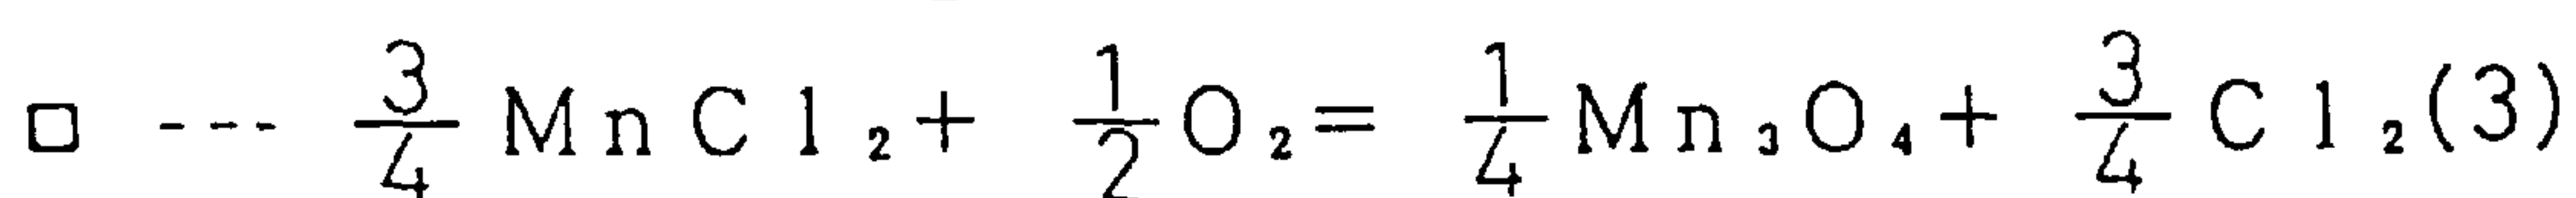 □ --- 3/4 MnCl₂+ 1/2 O₂= 1/4 Mn₃O₄+ 3/4 Cl₂(3)